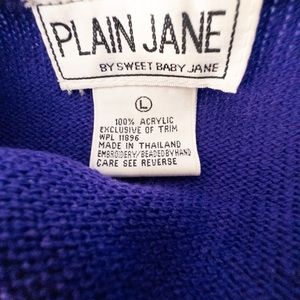 PLAIN JANE
BY SWEET BABY JANE
L
100% ACRYLIC
EXCLUSIVE OF TRIM
WPL 11896
MADE IN THAILAND
EMBROIDERY/BEADED BY HAND
CARE SEE REVERSE